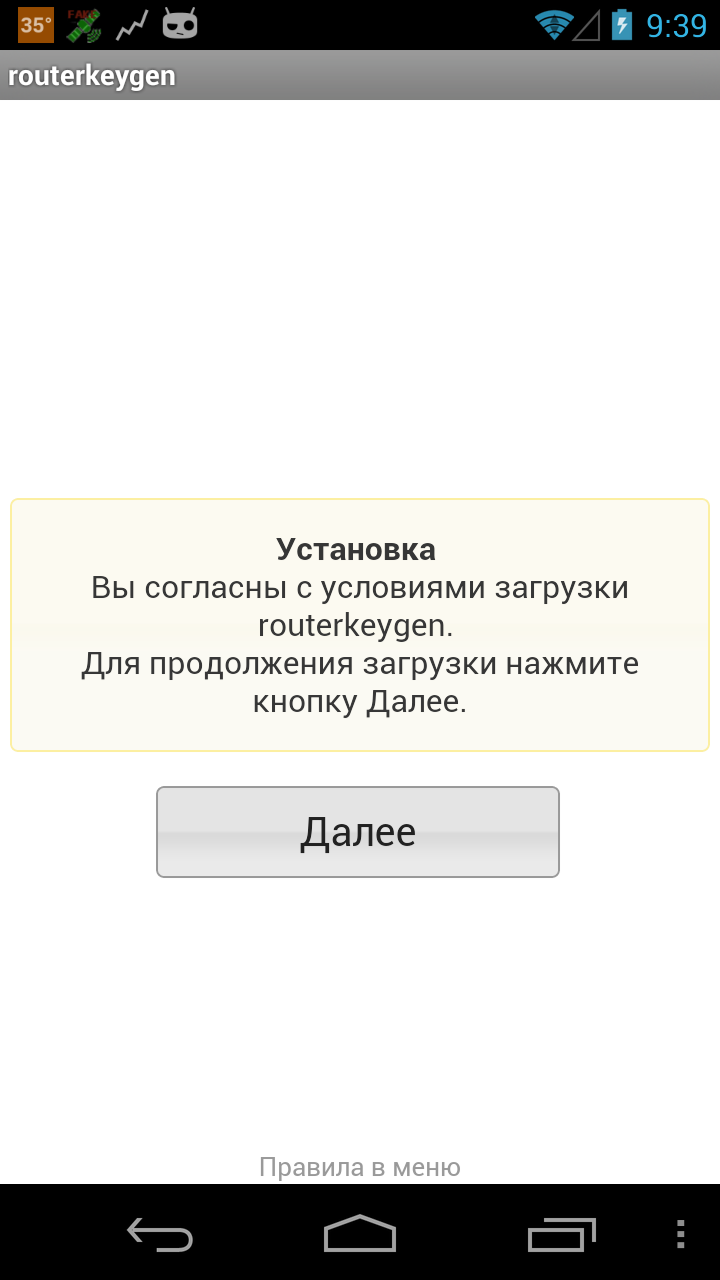 35°
FAKE
9:39
routerkeygen
Установка
Вы согласны с условиями загрузки
routerkeygen.
Для продолжения загрузки нажмите
кнопку Далее.
Далее
Правила в меню